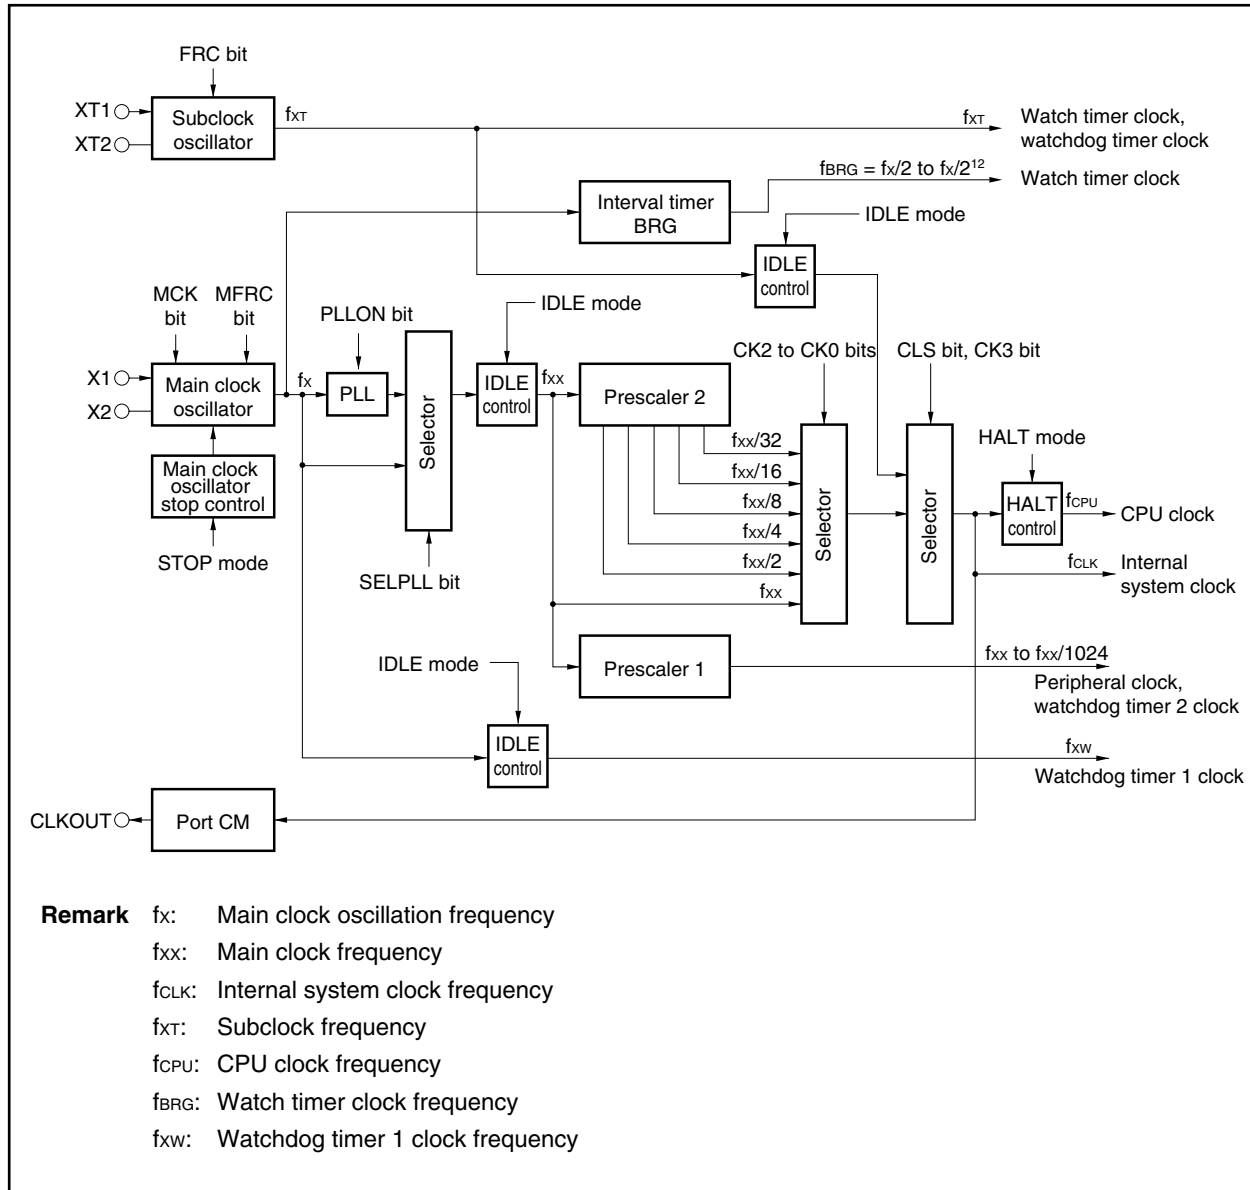 FRC bit
XT1
XT2
Subclock
oscillator
fXT
fXT
Watch timer clock,
watchdog timer clock
fBRG = fX/2 to fX/2¹²
Watch timer clock
Interval timer
BRG
IDLE mode
IDLE
control
MCK
bit
MFRC
bit
PLLON bit
IDLE mode
X1
X2
Main clock
oscillator
fX
PLL
Selector
IDLE
control
fXX
Prescaler 2
CK2 to CK0 bits
CLS bit, CK3 bit
Main clock
oscillator
stop control
STOP mode
SELPLL bit
fXX/32
fXX/16
fXX/8
fXX/4
fXX/2
fXX
Selector
Selector
HALT mode
HALT
control
fCPU
CPU clock
fCLK
Internal
system clock
IDLE mode
Prescaler 1
fXX to fXX/1024
Peripheral clock,
watchdog timer 2 clock
IDLE
control
fXW
Watchdog timer 1 clock
CLKOUT
Port CM
Remark fX: Main clock oscillation frequency
fXX: Main clock frequency
fCLK: Internal system clock frequency
fXT: Subclock frequency
fCPU: CPU clock frequency
fBRG: Watch timer clock frequency
fXW: Watchdog timer 1 clock frequency